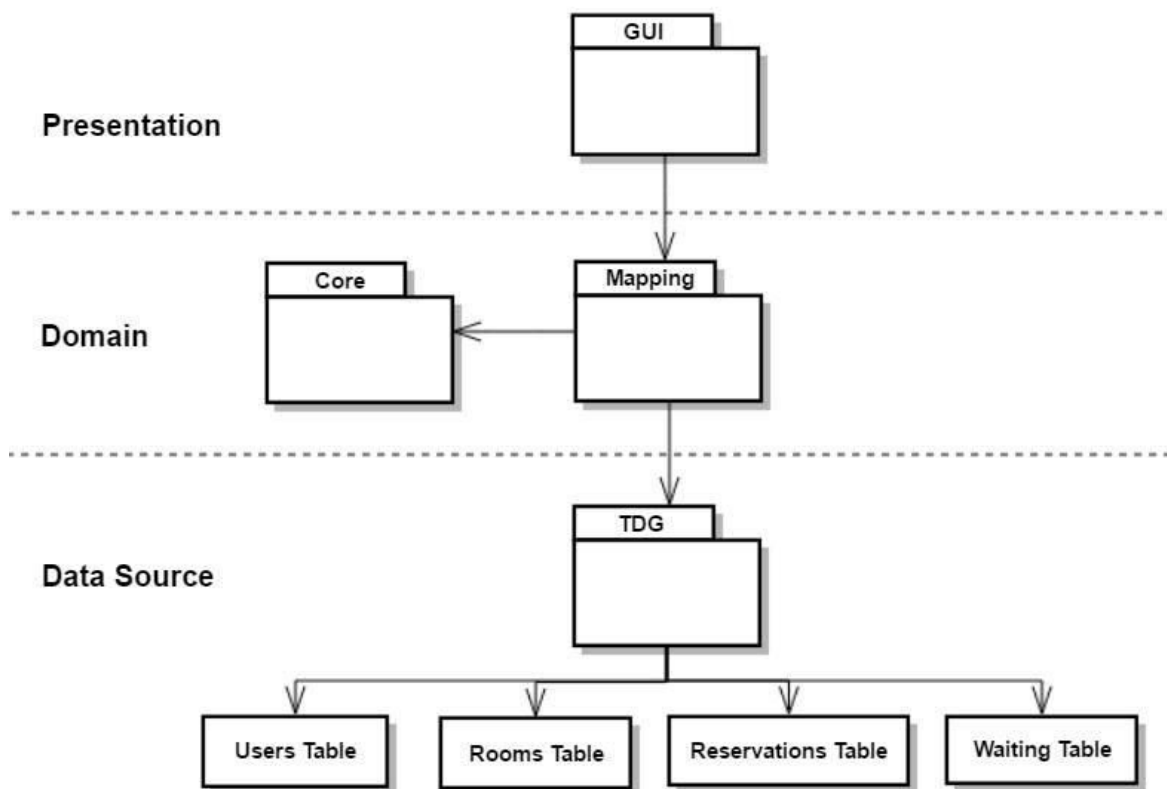 GUI
Presentation
Core
Mapping
Domain
TDG
Data Source
Users Table
Rooms Table
Reservations Table
Waiting Table